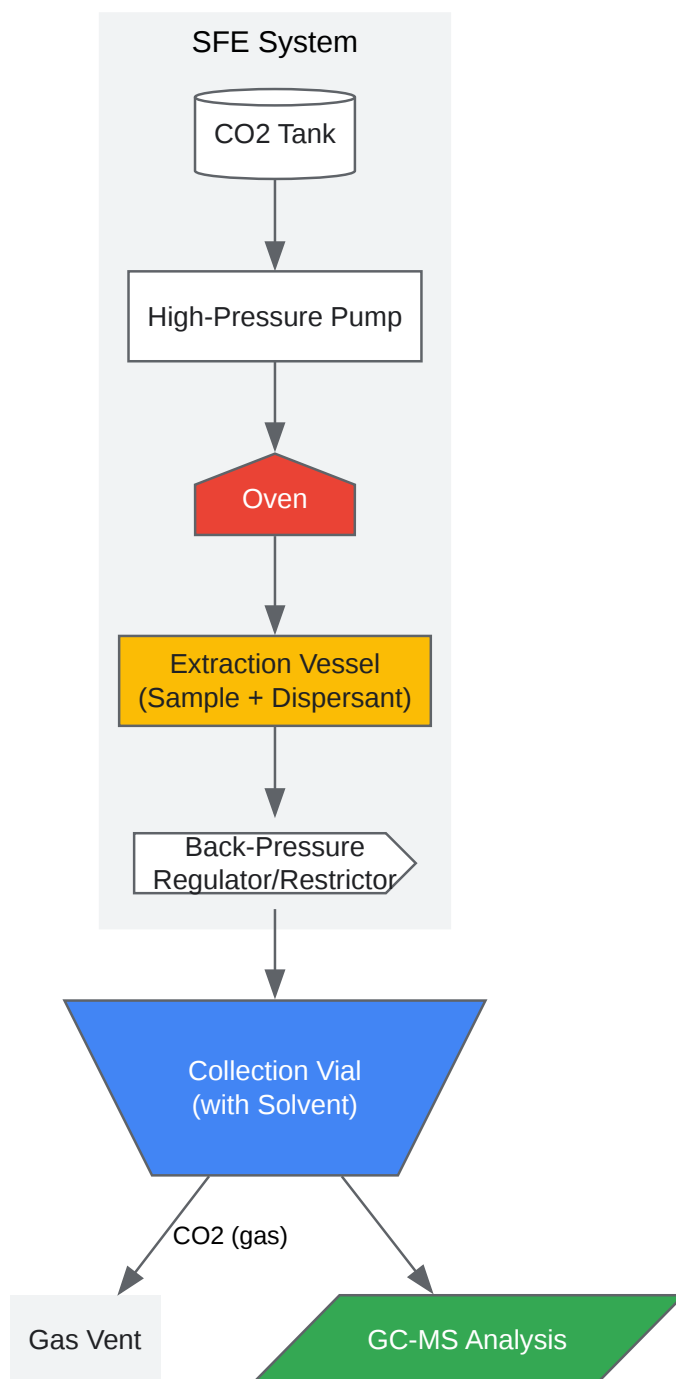 SFE System
CO2 Tank
High-Pressure Pump
Oven
Extraction Vessel
(Sample + Dispersant)
Back-Pressure
Regulator/Restrictor
Collection Vial
(with Solvent)
CO2 (gas)
Gas Vent
GC-MS Analysis